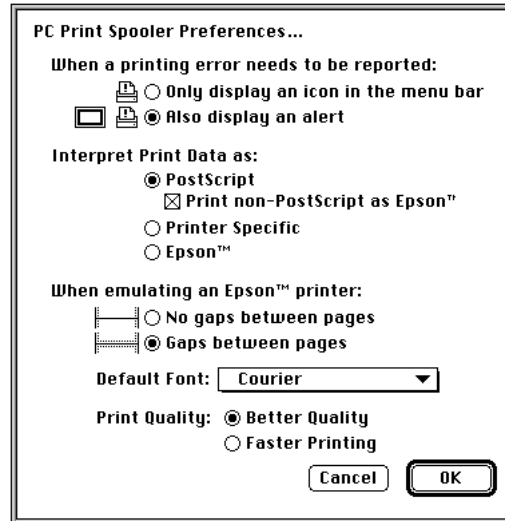 PC Print Spooler Preferences...
When a printing error needs to be reported:
Only display an icon in the menu bar
Also display an alert
Interpret Print Data as:
PostScript
Print non-PostScript as Epson™
Printer Specific
Epson™
When emulating an Epson™ printer:
No gaps between pages
Gaps between pages
Default Font: Courier
Print Quality: Better Quality
Faster Printing
Cancel OK